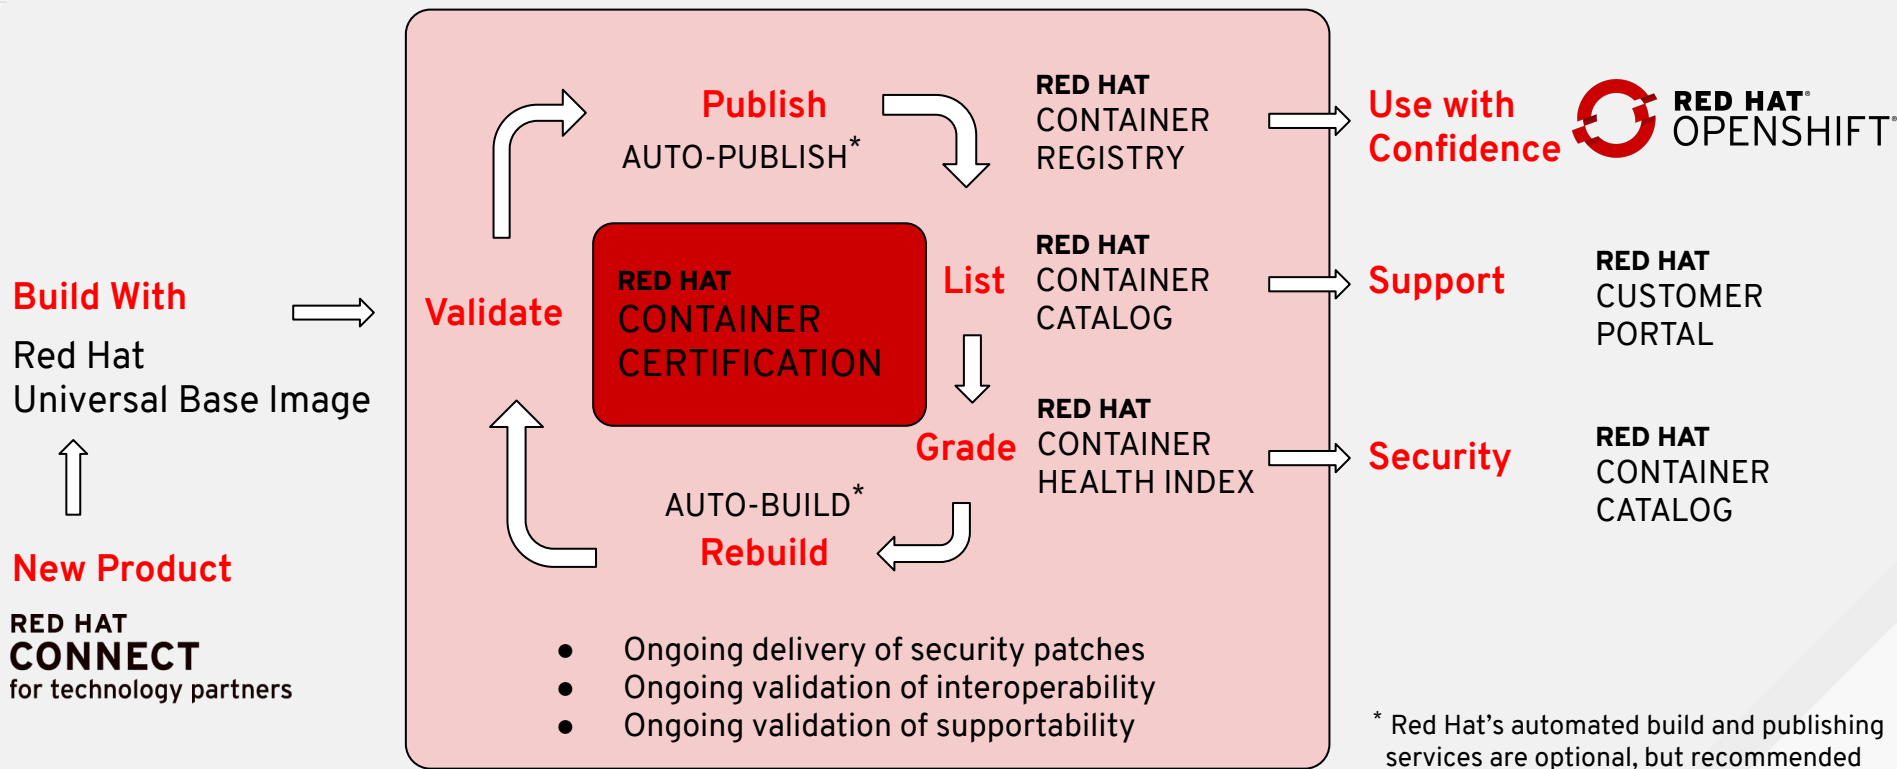 Build With
Red Hat
Universal Base Image
New Product
RED HAT
CONNECT
for technology partners
Validate
Publish
AUTO-PUBLISH*
RED HAT
CONTAINER
CERTIFICATION
List
Grade
AUTO-BUILD*
Rebuild
RED HAT
CONTAINER
REGISTRY
RED HAT
CONTAINER
CATALOG
RED HAT
CONTAINER
HEALTH INDEX
● Ongoing delivery of security patches
● Ongoing validation of interoperability
● Ongoing validation of supportability
Use with
Confidence
RED HAT®
OPENSHIFT®
Support
RED HAT
CUSTOMER
PORTAL
Security
RED HAT
CONTAINER
CATALOG
* Red Hat’s automated build and publishing
services are optional, but recommended